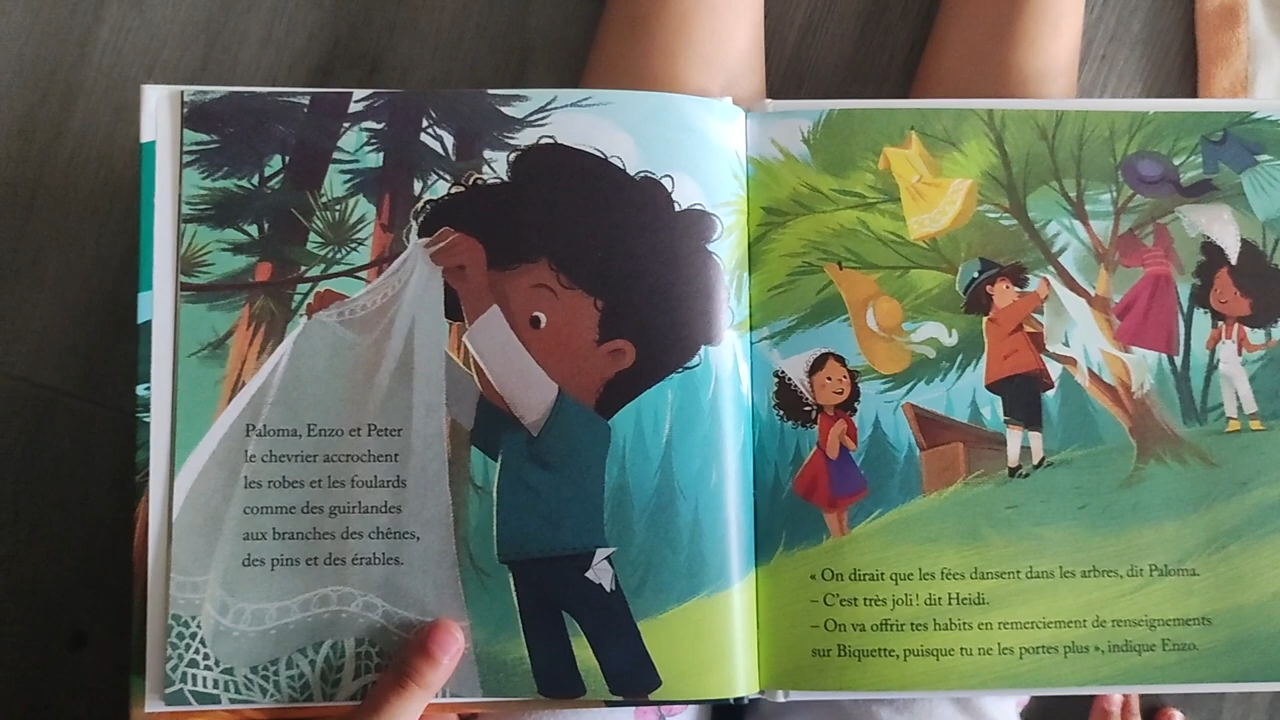 Paloma, Enzo et Peter
le chevrier accrochent
les robes et les foulards
comme des guirlandes
aux branches des chênes,
des pins et des érables.
« On dirait que les fées dansent dans les arbres, dit Paloma.
– C'est très joli ! dit Heidi.
– On va offrir tes habits en remerciement de renseignements
sur Biquette, puisque tu ne les portes plus », indique Enzo.